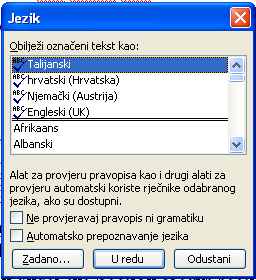 Jezik
Obilježi označeni tekst kao:
Talijanski
hrvatski (Hrvatska)
Njemački (Austrija)
Engleski (UK)
Afrikaans
Albanski
Alat za provjeru pravopisa kao i drugi alati za
provjeru automatski koriste rječnike odabranog
jezika, ako su dostupni.
Ne provjeravaj pravopis ni gramatiku
Automatsko prepoznavanje jezika
Zadano... U redu Odustani